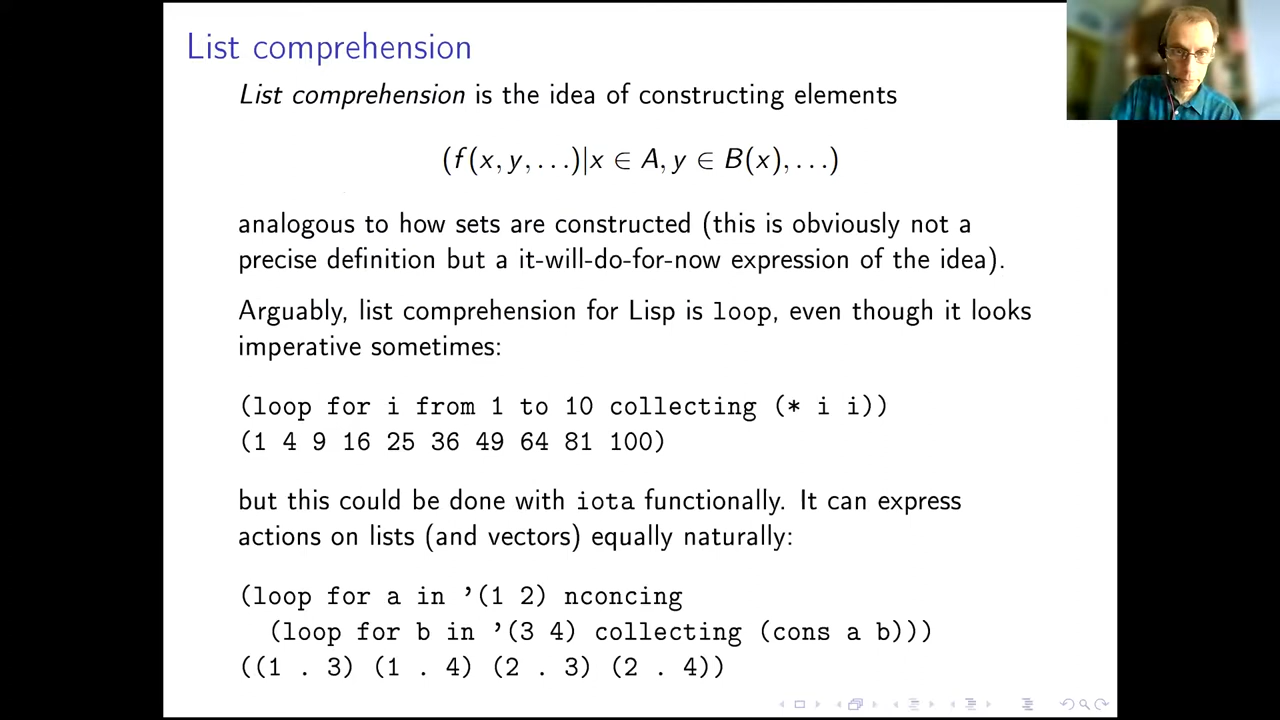 List comprehension
List comprehension is the idea of constructing elements
(f(x, y, . . .)|x ∈ A, y ∈ B(x), . . .)
analogous to how sets are constructed (this is obviously not a
precise definition but a it-will-do-for-now expression of the idea).
Arguably, list comprehension for Lisp is loop, even though it looks
imperative sometimes:
(loop for i from 1 to 10 collecting (* i i))
(1 4 9 16 25 36 49 64 81 100)
but this could be done with iota functionally. It can express
actions on lists (and vectors) equally naturally:
(loop for a in ’(1 2) nconcing
(loop for b in ’(3 4) collecting (cons a b)))
((1 . 3) (1 . 4) (2 . 3) (2 . 4))